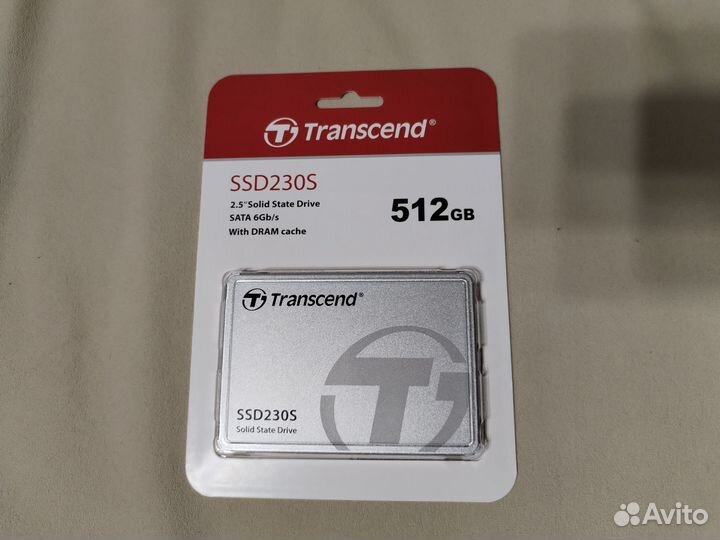 Transcend®
SSD230S
2.5" Solid State Drive
SATA 6Gb/s
With DRAM cache
512GB
Transcend®
SSD230S
Solid State Drive
Avito